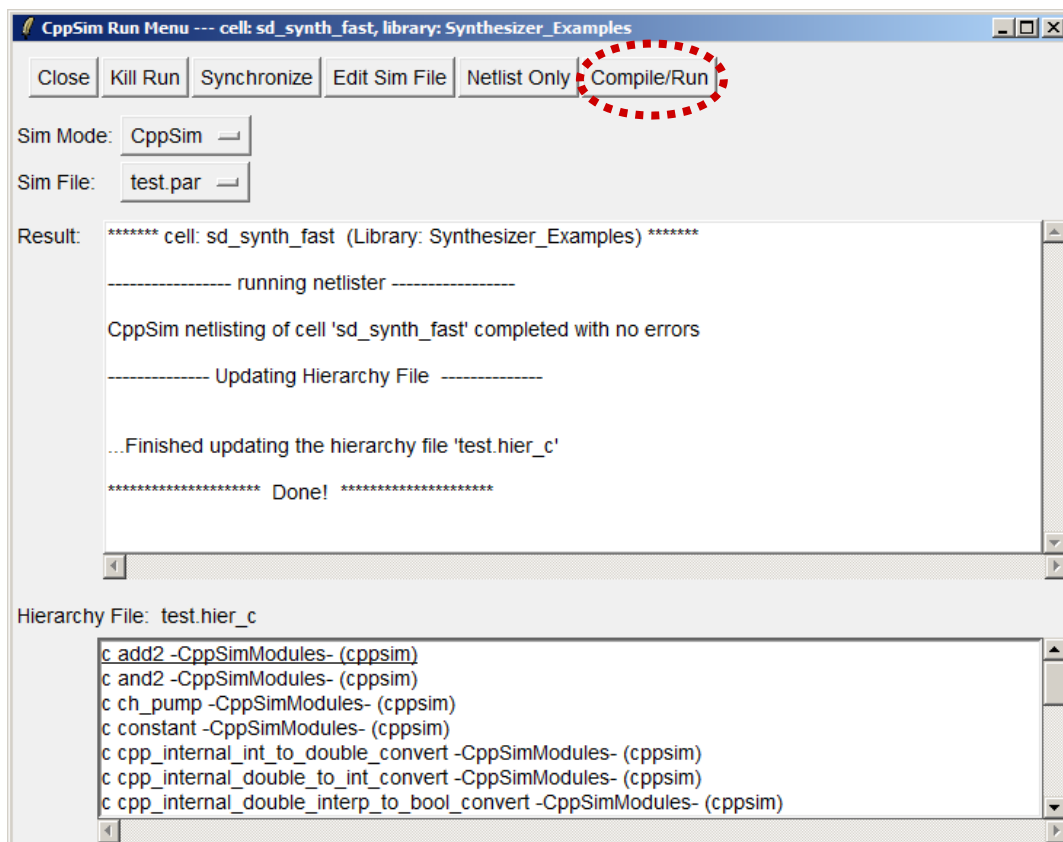 CppSim Run Menu --- cell: sd_synth_fast, library: Synthesizer_Examples
Close Kill Run Synchronize Edit Sim File Netlist Only Compile/Run
Sim Mode: CppSim
Sim File: test.par
Result: ******* cell: sd_synth_fast (Library: Synthesizer_Examples) *******
----------------- running netlister -----------------
CppSim netlisting of cell 'sd_synth_fast' completed with no errors
-------------- Updating Hierarchy File --------------
...Finished updating the hierarchy file 'test.hier_c'
********************* Done! *********************
Hierarchy File: test.hier_c
c add2 -CppSimModules- (cppsim)
c and2 -CppSimModules- (cppsim)
c ch_pump -CppSimModules- (cppsim)
c constant -CppSimModules- (cppsim)
c cpp_internal_int_to_double_convert -CppSimModules- (cppsim)
c cpp_internal_double_to_int_convert -CppSimModules- (cppsim)
c cpp_internal_double_interp_to_bool_convert -CppSimModules- (cppsim)